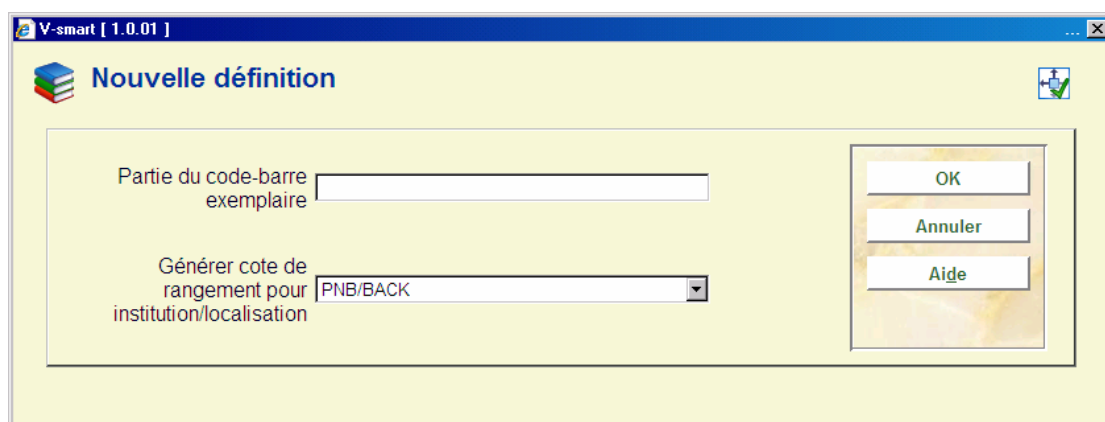 V-smart [ 1.0.01 ] ...
Nouvelle définition
Partie du code-barre
exemplaire
Générer cote de
rangement pour
institution/localisation
PNB/BACK
OK
Annuler
Aide